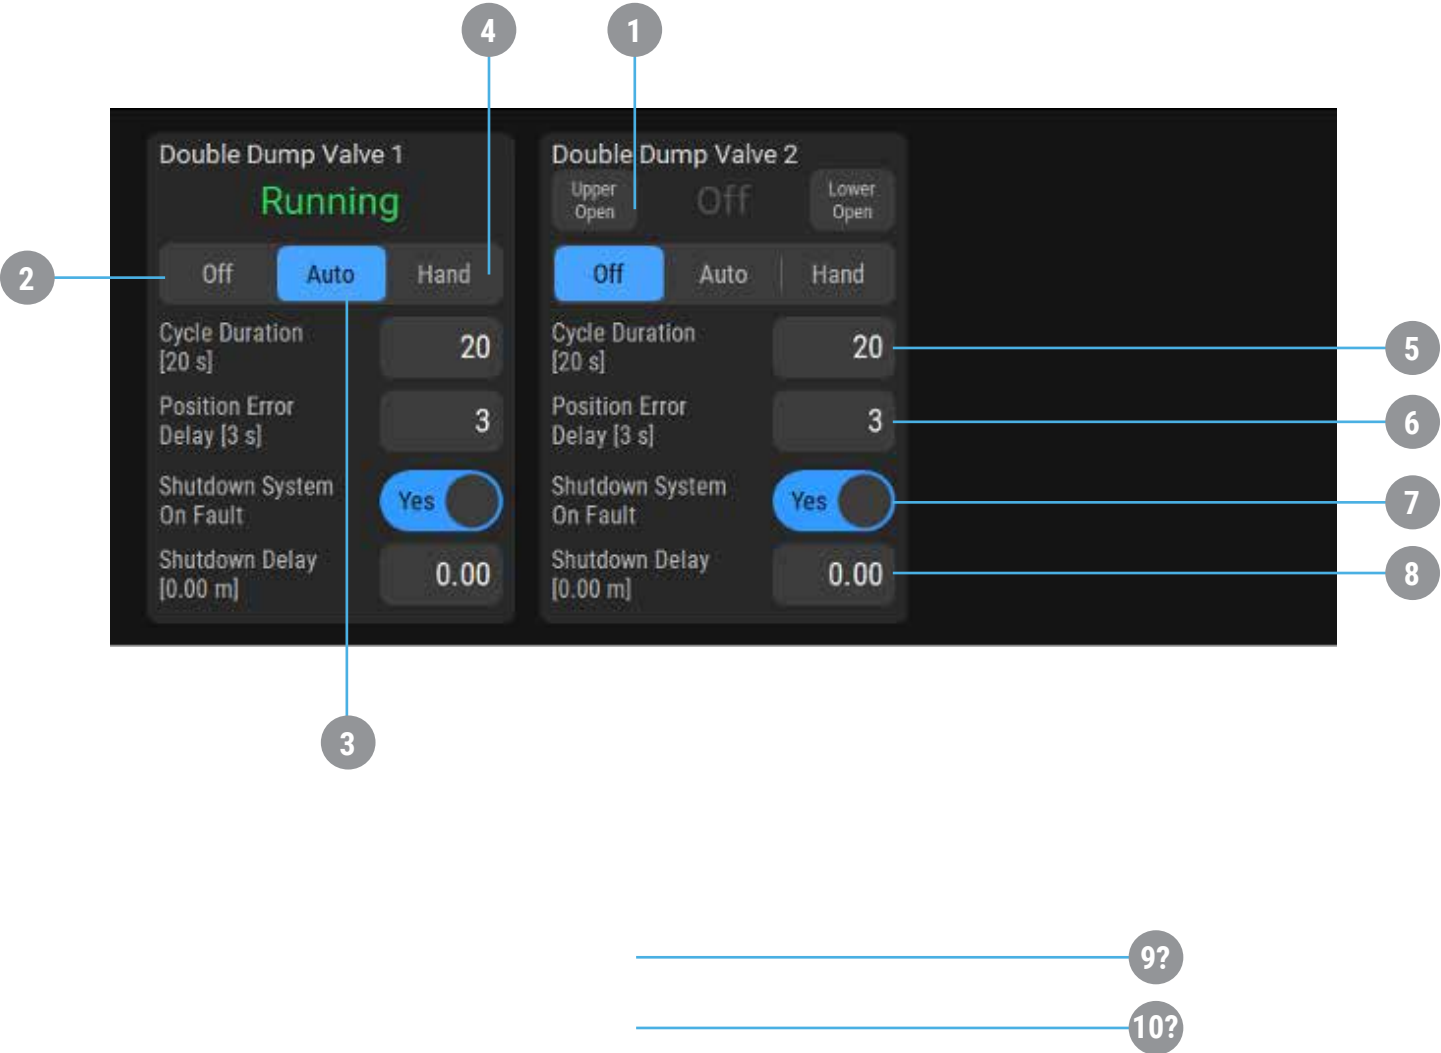 4
1
Double Dump Valve 1
Running
Off Auto Hand
Cycle Duration
[20 s]
20
Position Error
Delay [3 s]
3
Shutdown System
On Fault
Yes
Shutdown Delay
[0.00 m]
0.00
Double Dump Valve 2
Upper
Open
Off
Lower
Open
Off Auto Hand
Cycle Duration
[20 s]
20
Position Error
Delay [3 s]
3
Shutdown System
On Fault
Yes
Shutdown Delay
[0.00 m]
0.00
2
5
6
7
8
3
9?
10?